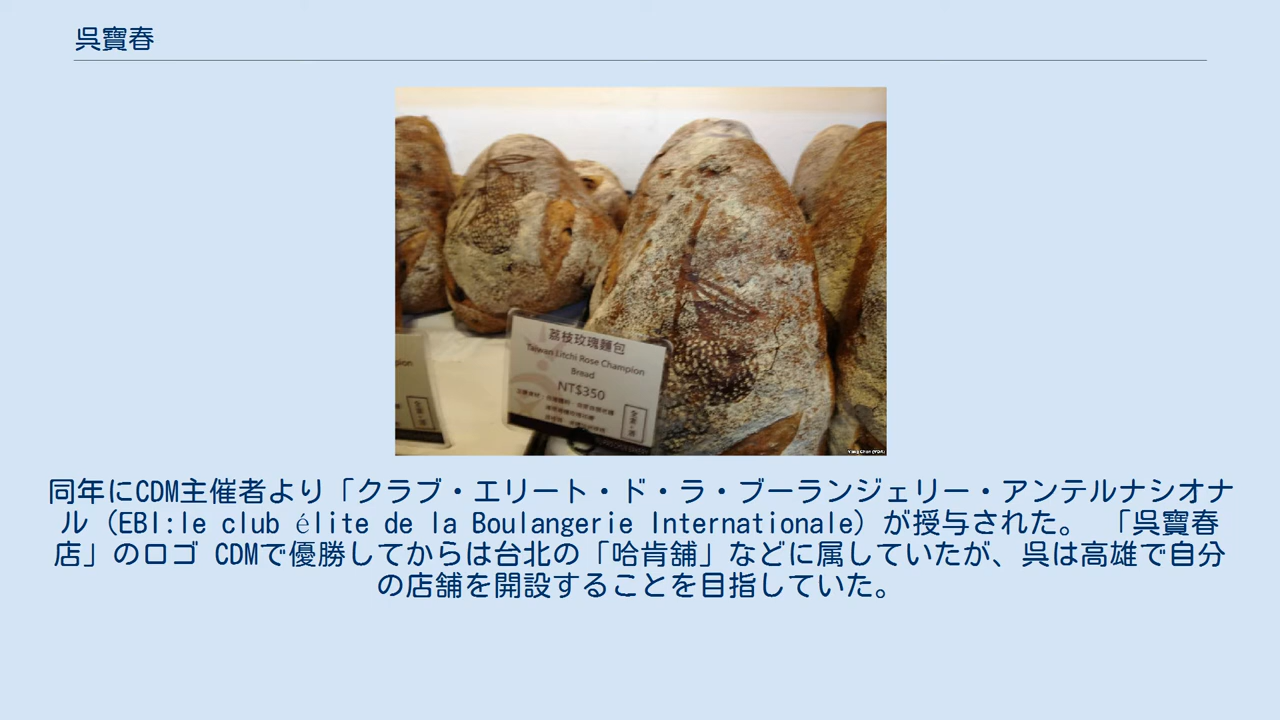 呉寶春
荔枝玫瑰麵包
Taiwan Litchi Rose Champion
Bread
NT$350
同年にCDM主催者より「クラブ・エリート・ド・ラ・ブーランジェリー・アンテルナシオナ
ル（EBI:le club élite de la Boulangerie Internationale）が授与された。 「呉寶春
店」のロゴ CDMで優勝してからは台北の「哈肯舖」などに属していたが、呉は高雄で自分
の店舗を開設することを目指していた。